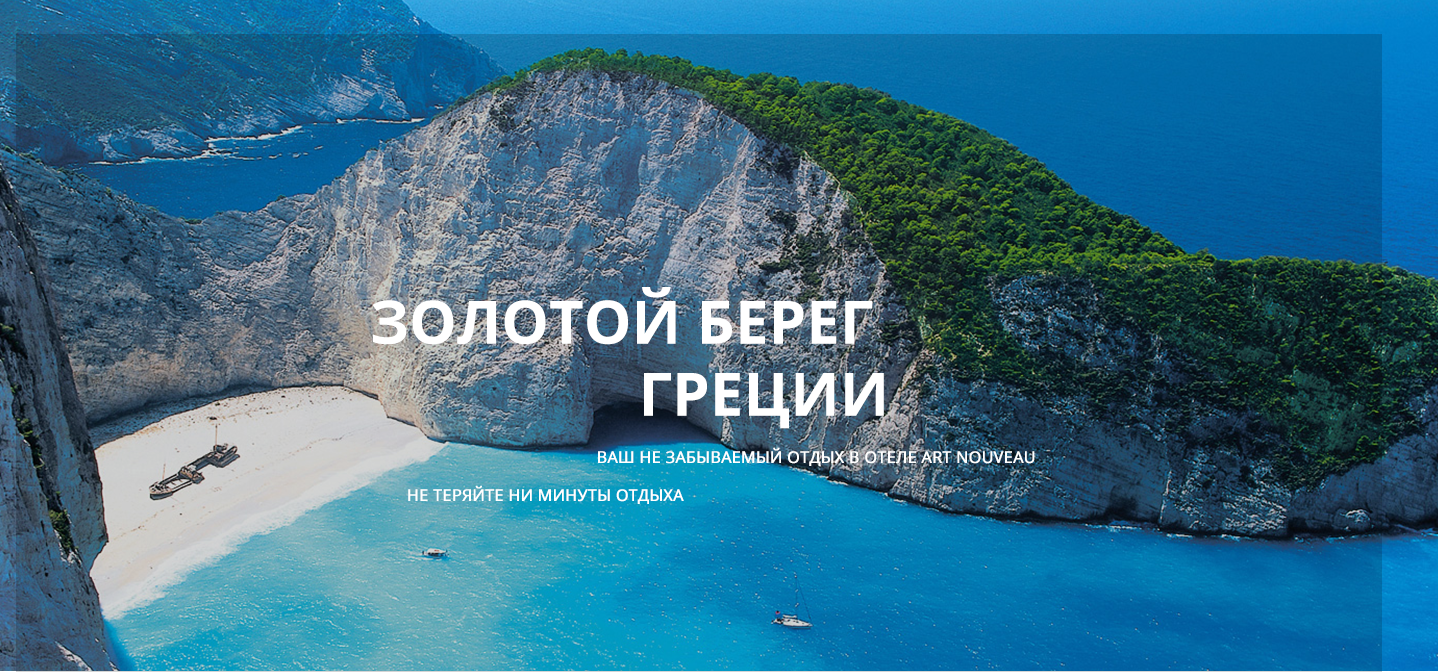 ЗОЛОТОЙ БЕРЕГ
ГРЕЦИИ
ВАШ НЕ ЗАБЫВАЕМЫЙ ОТДЫХ В ОТЕЛЕ ART NOUVEAU
НЕ ТЕРЯЙТЕ НИ МИНУТЫ ОТДЫХА